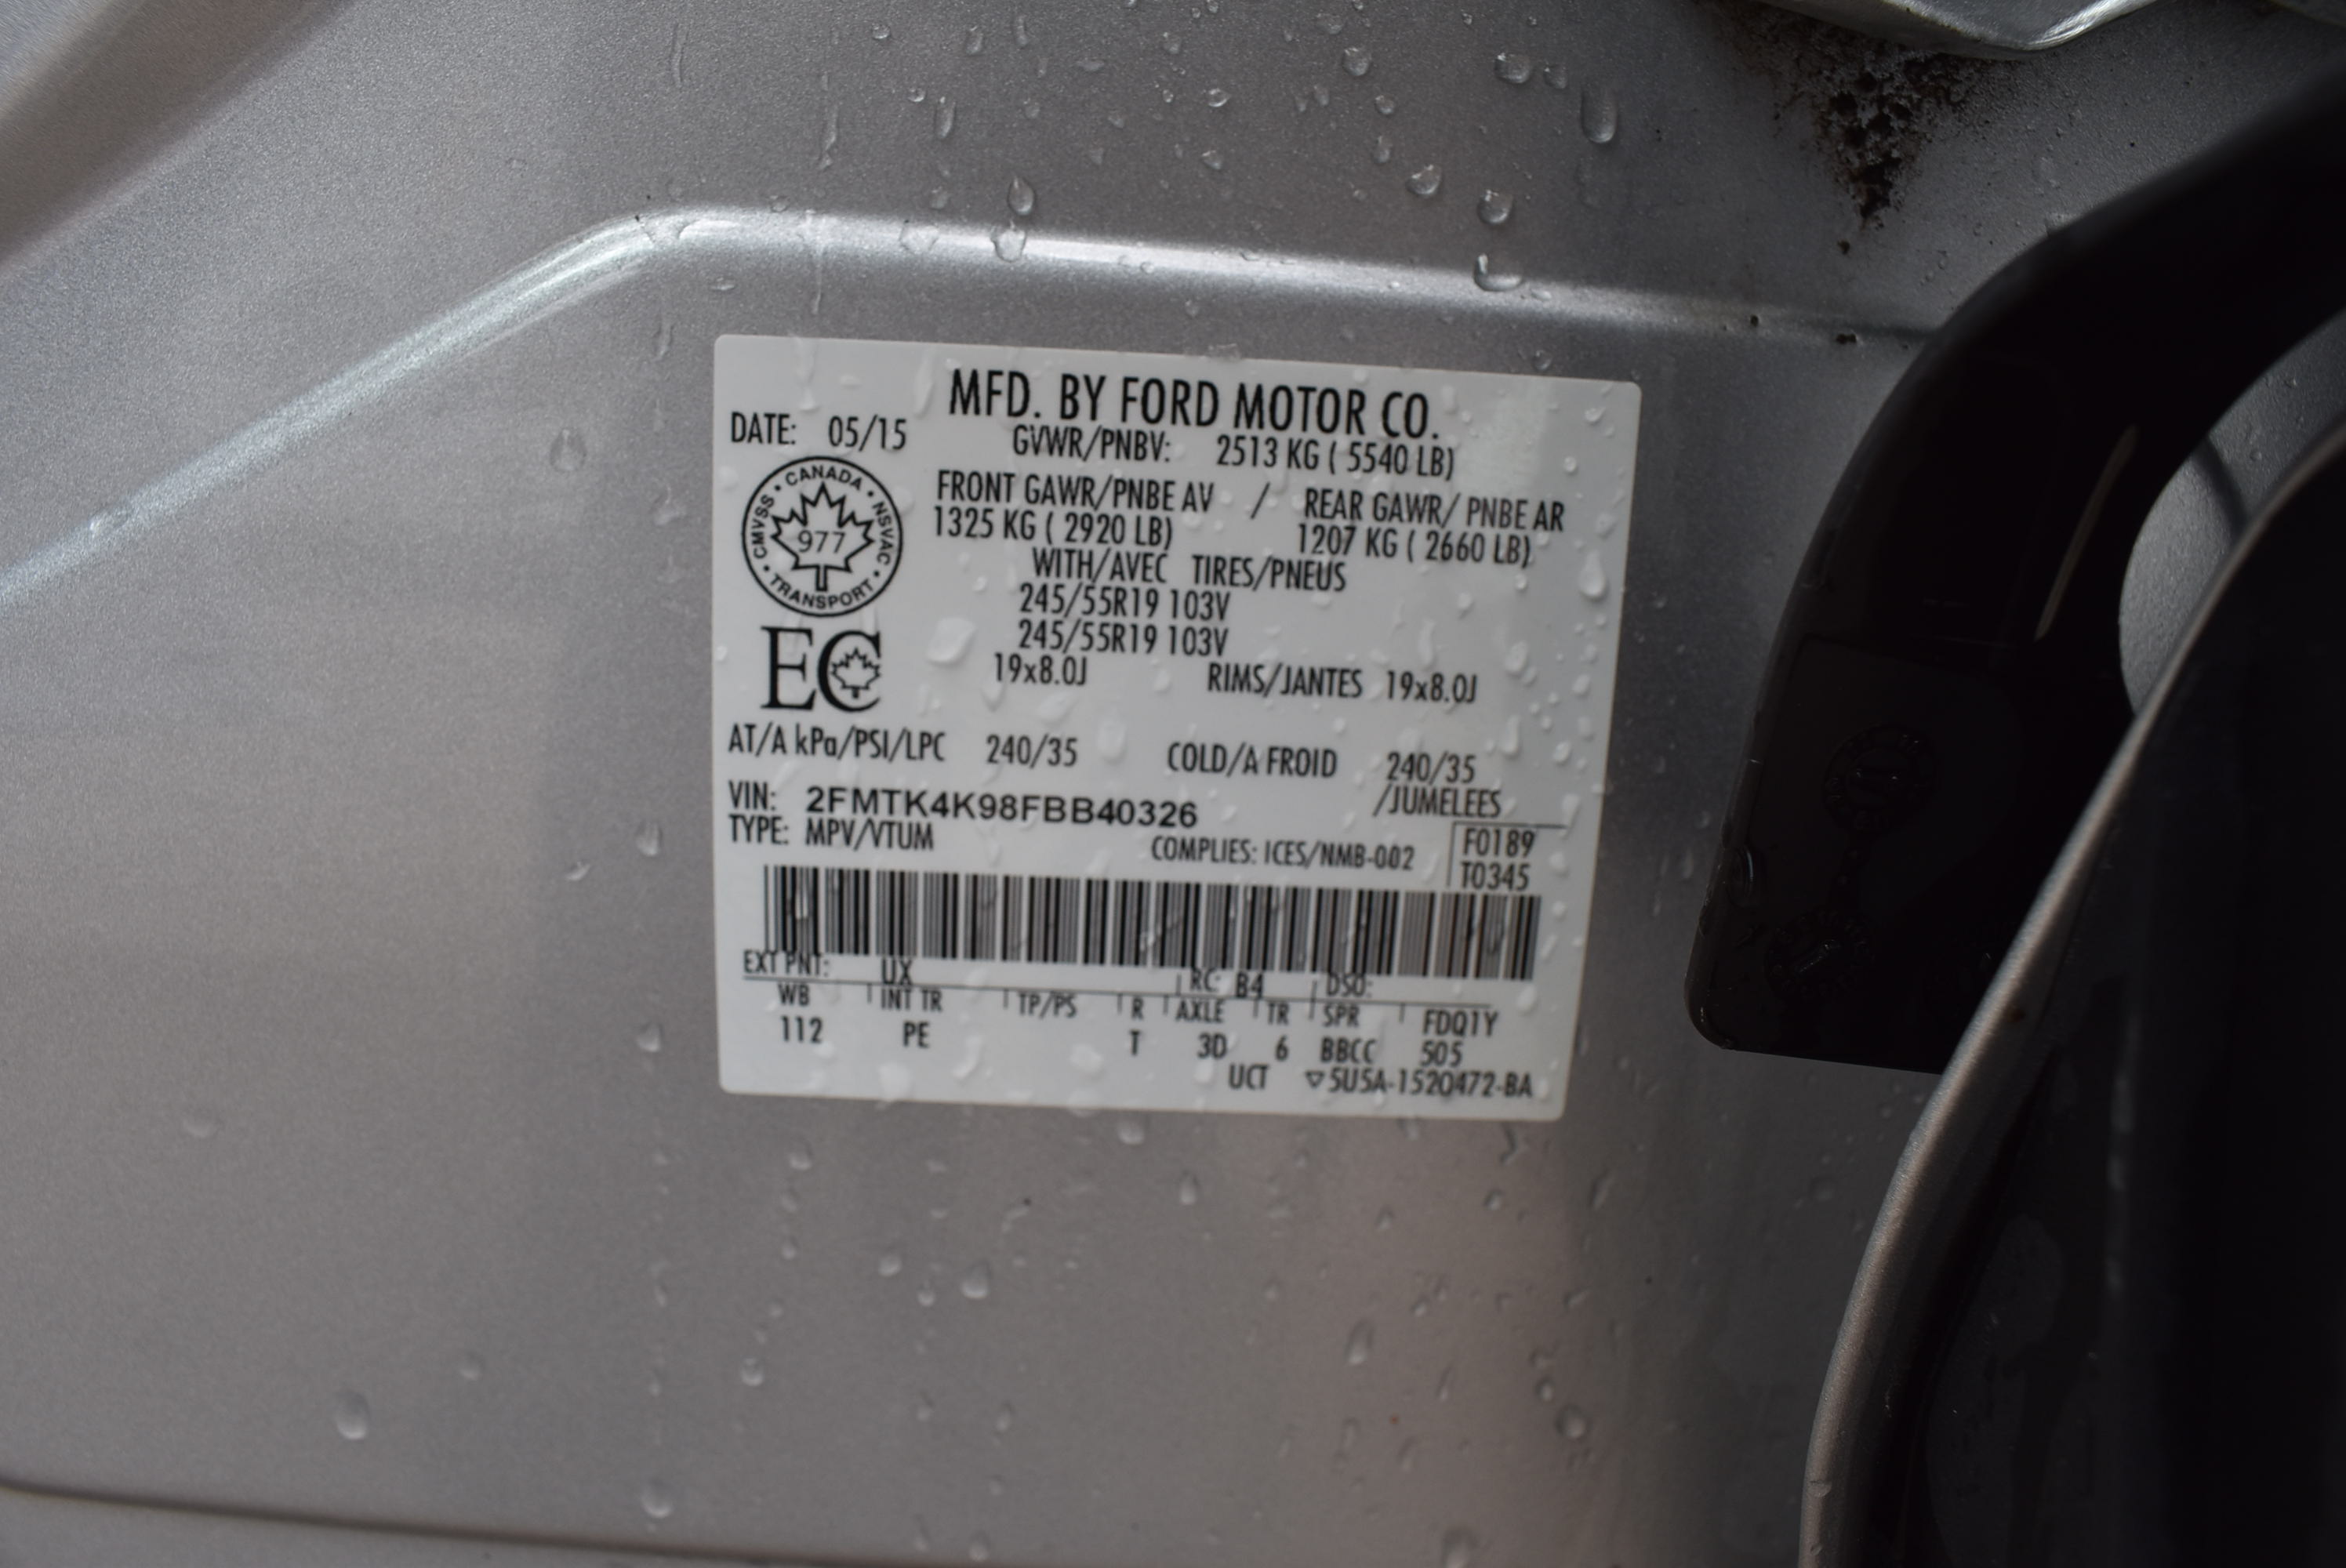 MFD. BY FORD MOTOR CO.
DATE: 05/15 GVWR/PNBV: 2513 KG ( 5540 LB)
CANADA · NSVAC · TRANSPORT · CMVSS ·
977
FRONT GAWR/PNBE AV / REAR GAWR/ PNBE AR
1325 KG ( 2920 LB) 1207 KG ( 2660 LB)
WITH/AVEC TIRES/PNEUS
245/55R19 103V
245/55R19 103V
EC
19x8.0J RIMS/JANTES 19x8.0J
AT/A kPa/PSI/LPC 240/35 COLD/A FROID 240/35
VIN: 2FMTK4K98FBB40326 /JUMELEES
TYPE: MPV/VTUM COMPLIES: ICES/NMB-002 F0189
T0345
EXT PNT: UX RC: B4 DSO:
WB INT TR TP/PS R AXLE TR SPR FDQ1Y
112 PE T 3D 6 BBCC 505
UCT ▽5U5A-1520472-BA